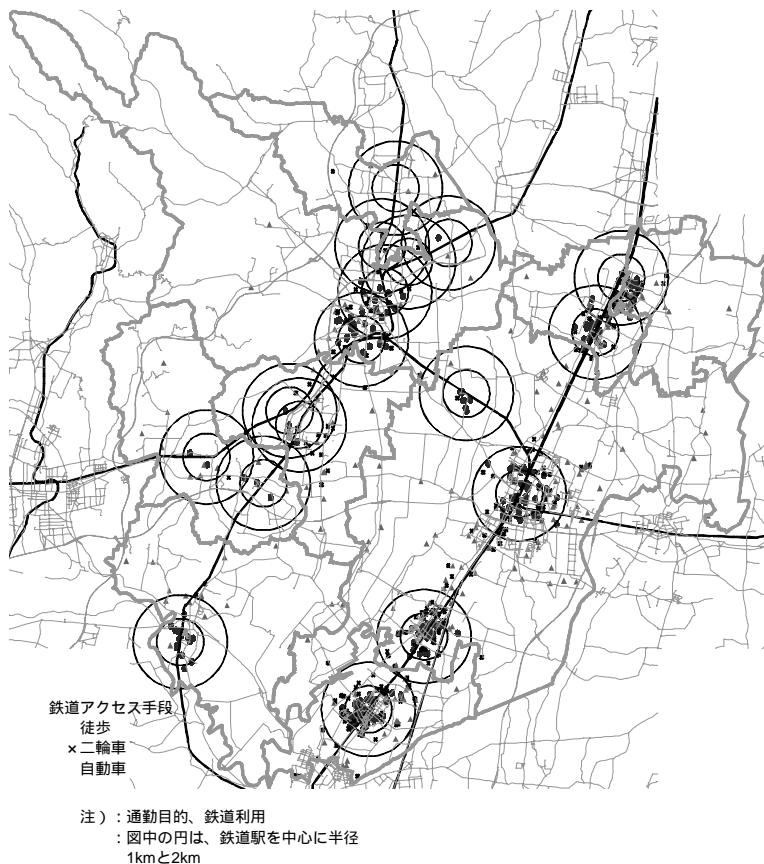 鉄道アクセス手段
徒歩
×二輪車
自動車
注）：通勤目的、鉄道利用
：図中の円は、鉄道駅を中心に半径
1kmと2km